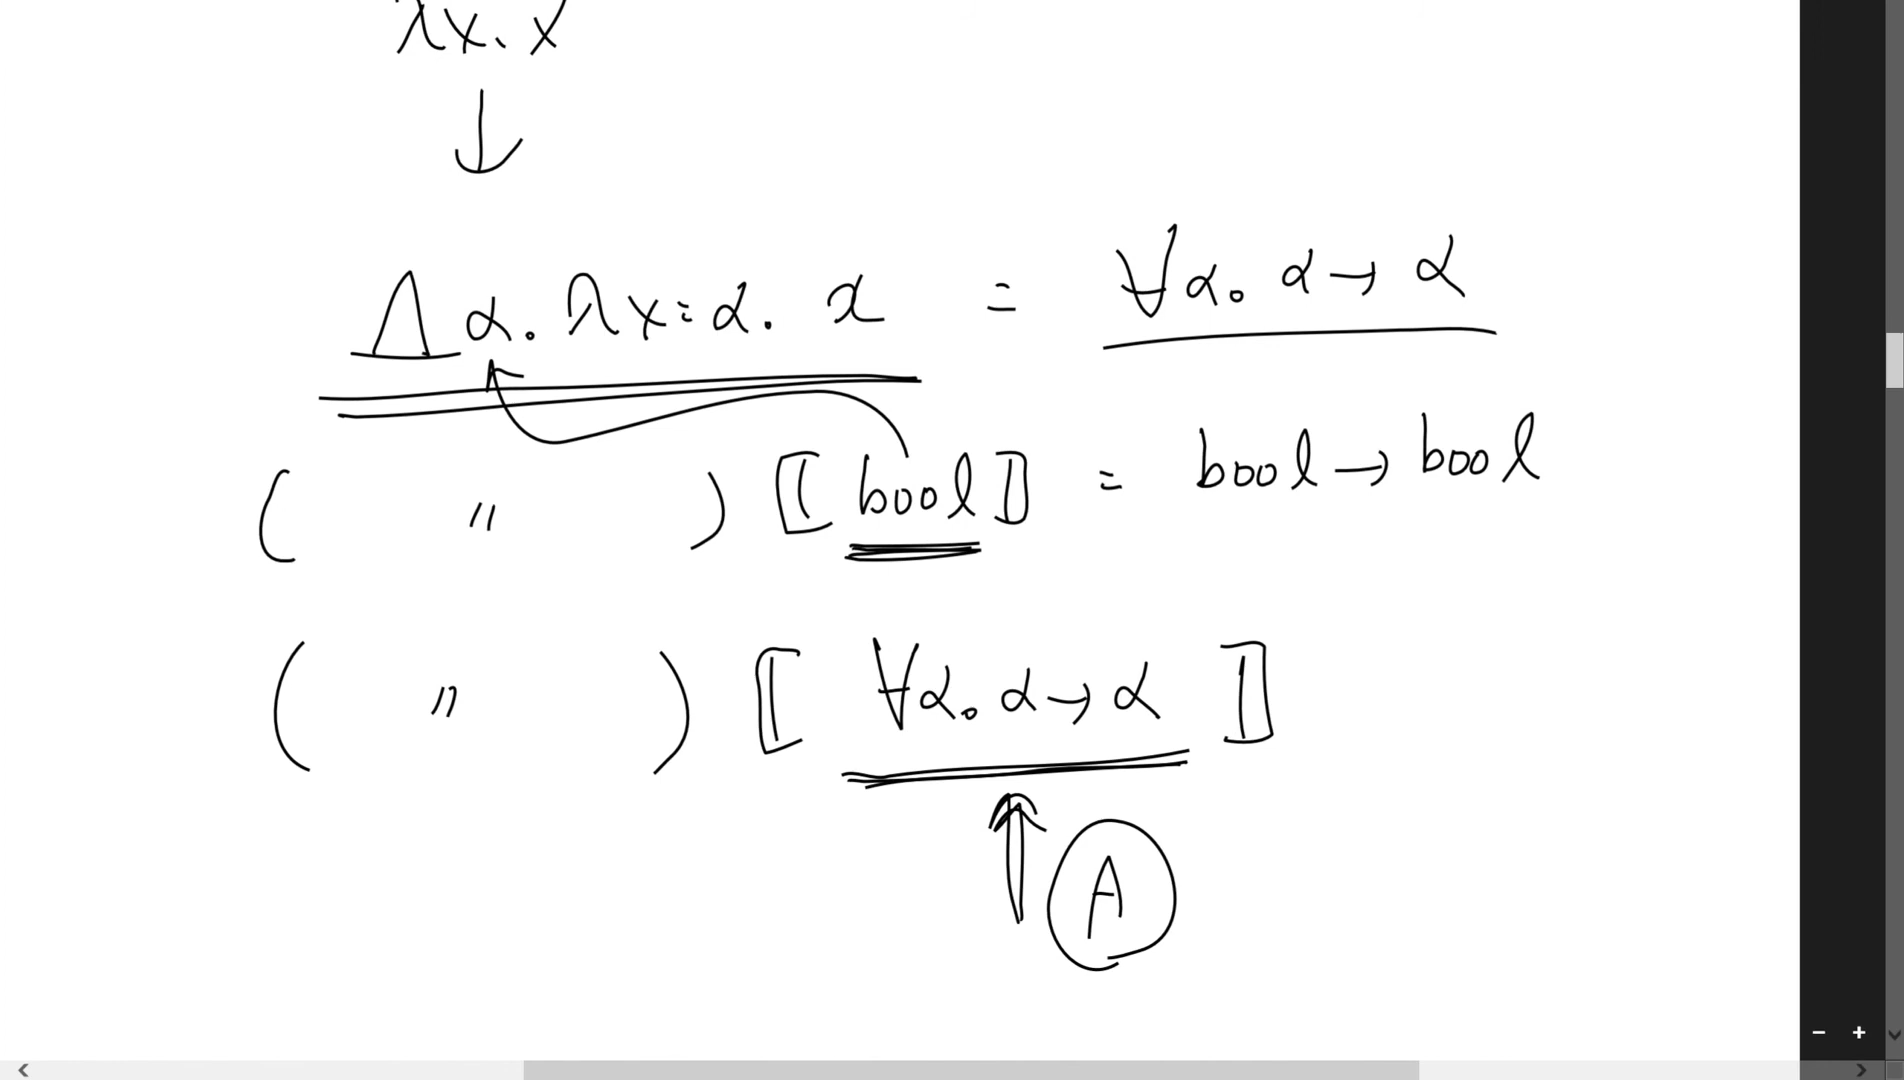 λx. x
Λα. λx:α. x = ∀α. α→α
( " ) ⟦bool⟧ = bool→bool
( " ) ⟦ ∀α. α→α ⟧
A